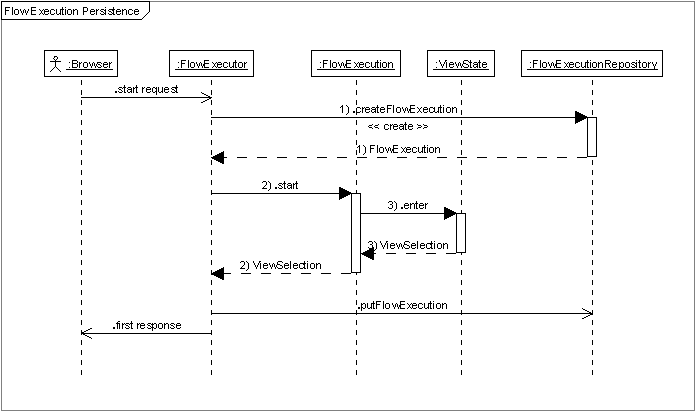 FlowExecution Persistence
:Browser
:FlowExecutor
:FlowExecution
:ViewState
:FlowExecutionRepository
.start request
1) .createFlowExecution
<< create >>
1) FlowExecution
2) .start
3) .enter
3) ViewSelection
2) ViewSelection
.putFlowExecution
.first response